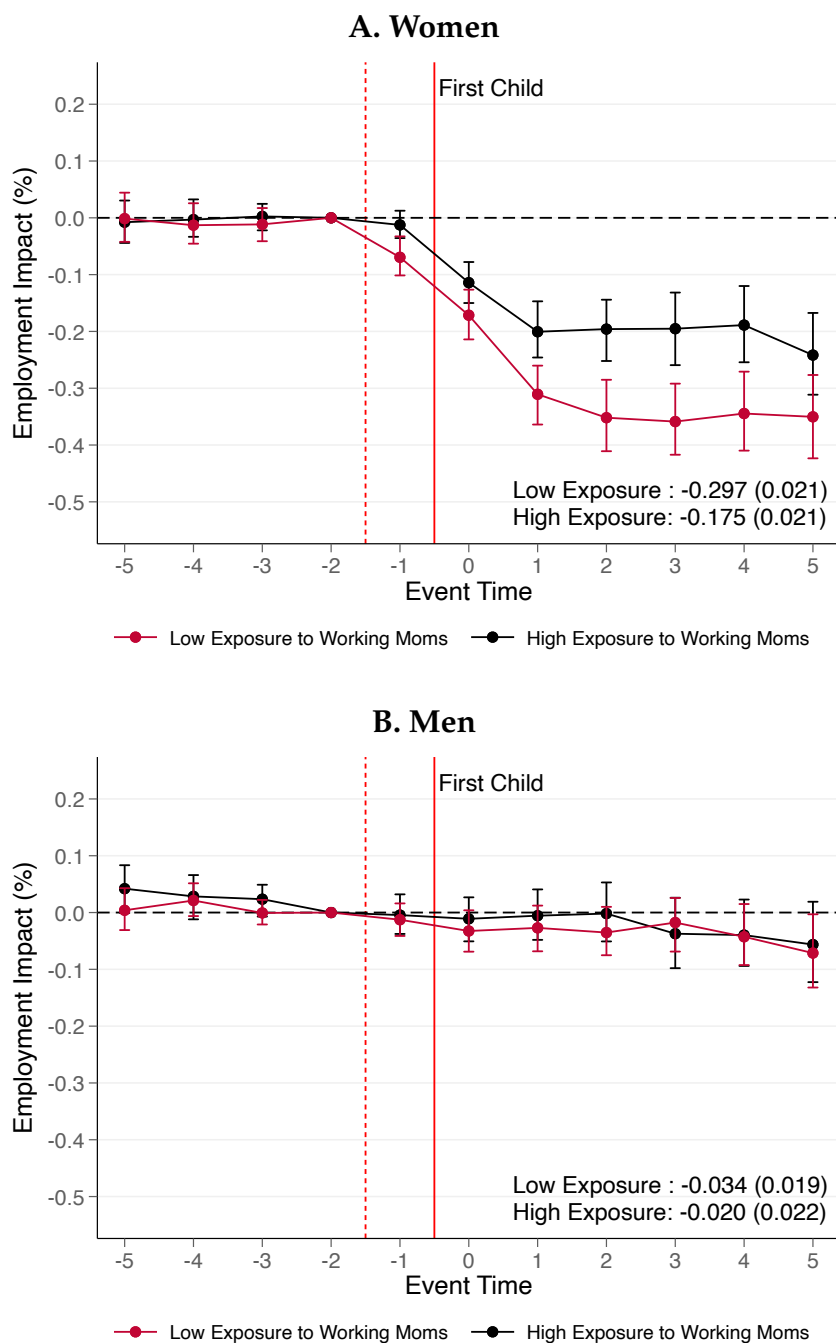 A. Women
First Child
0.2
0.1
0.0
-0.1
-0.2
-0.3
-0.4
-0.5
Employment Impact (%)
Low Exposure : -0.297 (0.021)
High Exposure: -0.175 (0.021)
-5 -4 -3 -2 -1 0 1 2 3 4 5
Event Time
Low Exposure to Working Moms High Exposure to Working Moms
B. Men
First Child
0.2
0.1
0.0
-0.1
-0.2
-0.3
-0.4
-0.5
Employment Impact (%)
Low Exposure : -0.034 (0.019)
High Exposure: -0.020 (0.022)
-5 -4 -3 -2 -1 0 1 2 3 4 5
Event Time
Low Exposure to Working Moms High Exposure to Working Moms